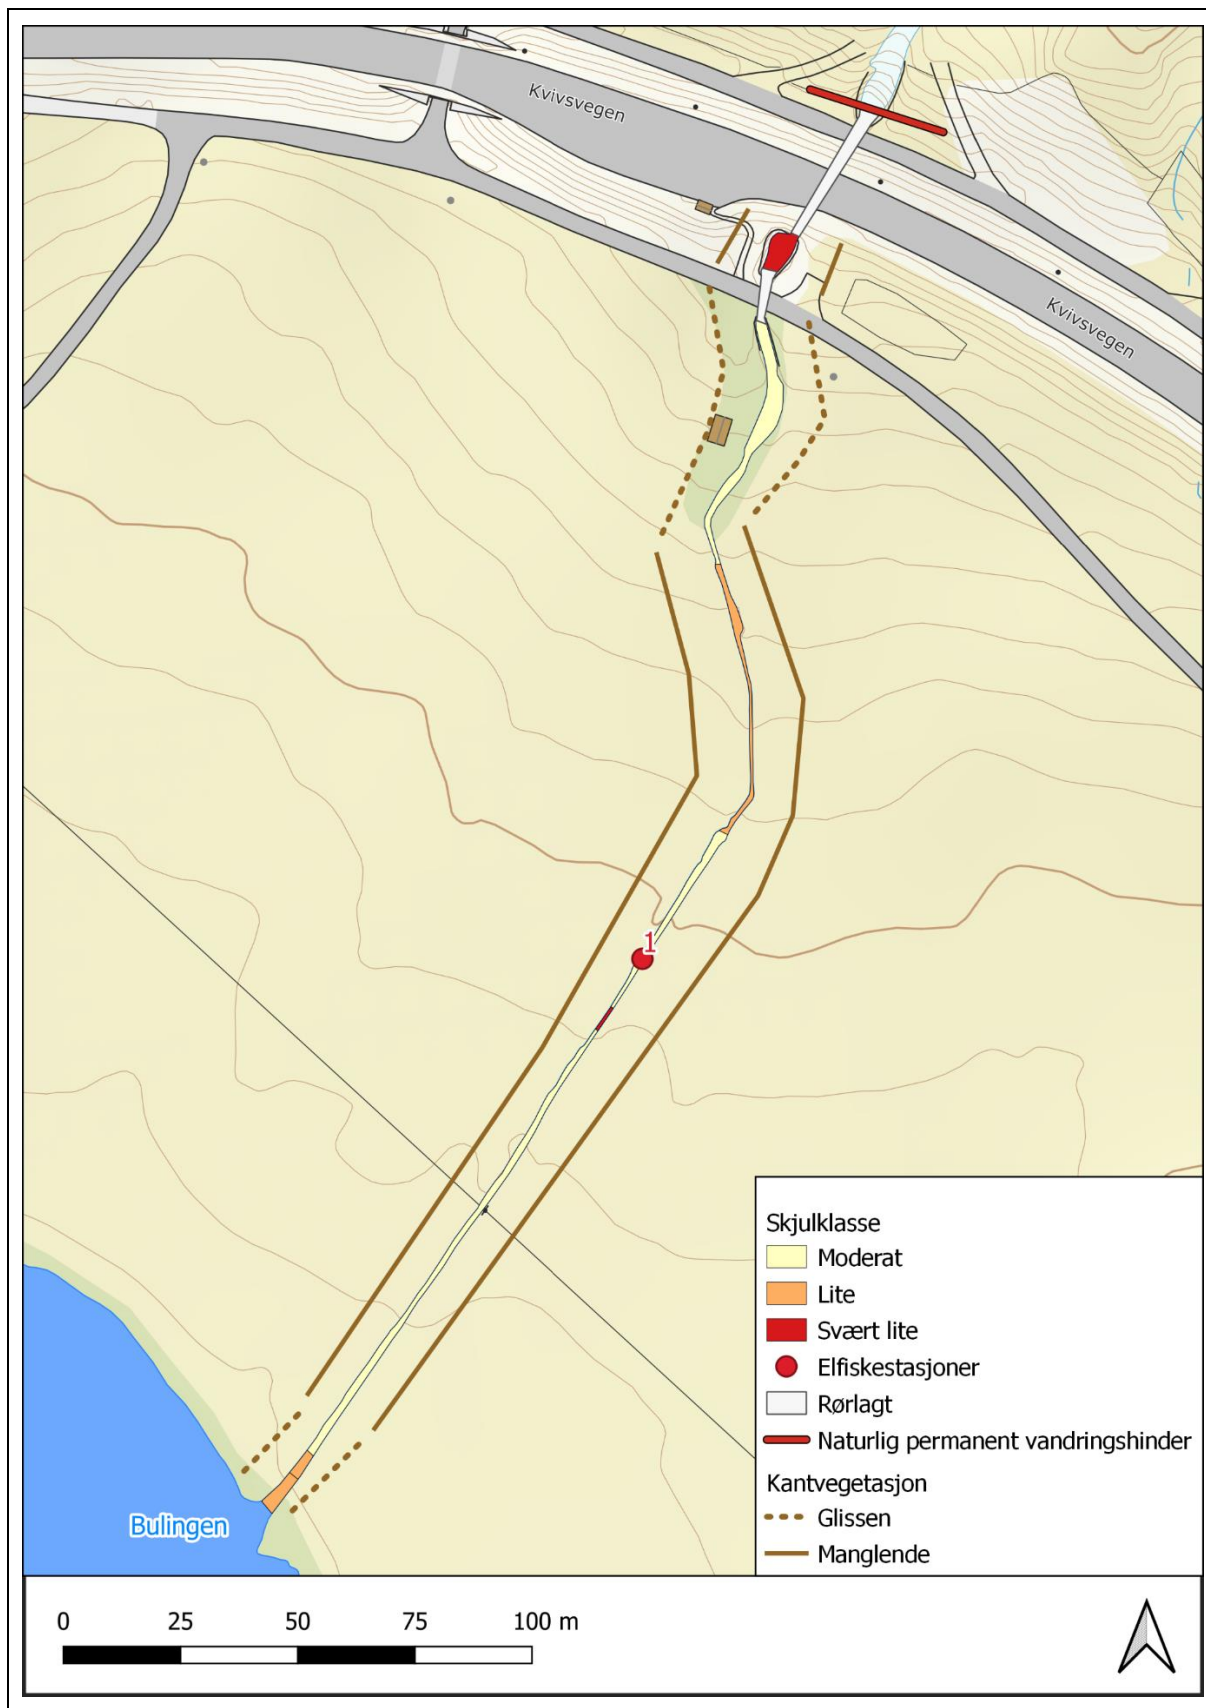 Kvivsvegen
Kvivsvegen
1
Bulingen
Skjulklasse
Moderat
Lite
Svært lite
Elfiskestasjoner
Rørlagt
Naturlig permanent vandringshinder
Kantvegetasjon
Glissen
Manglende
0 25 50 75 100 m